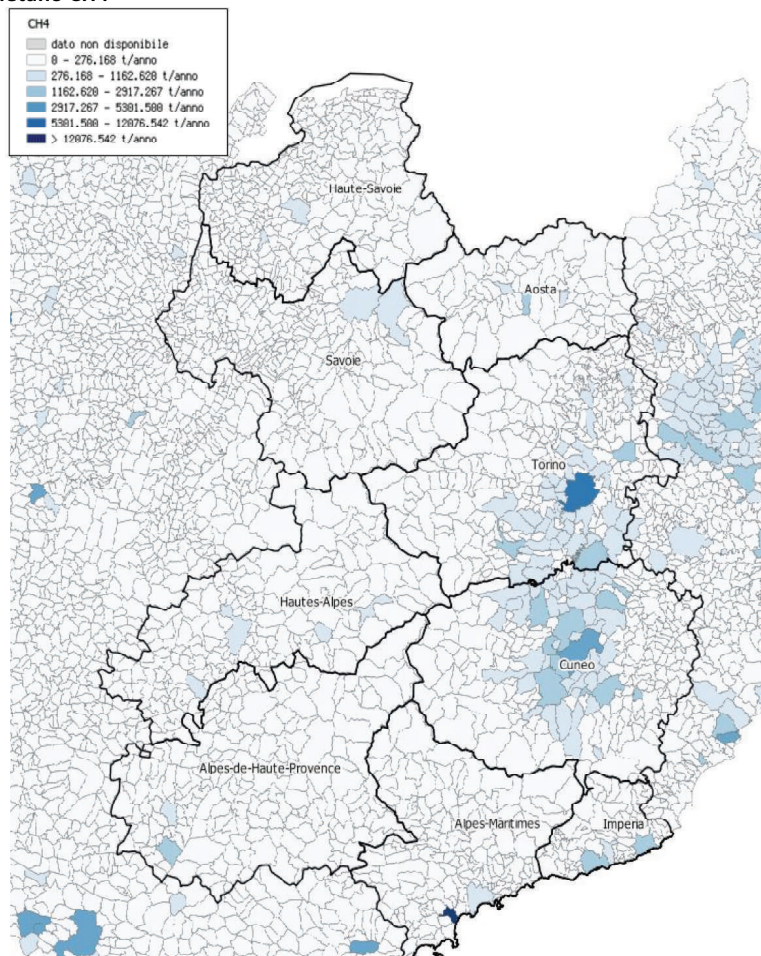 CH4
dato non disponibile
0 - 276.168 t/anno
276.168 - 1162.620 t/anno
1162.620 - 2917.267 t/anno
2917.267 - 5301.500 t/anno
5301.500 - 12076.542 t/anno
> 12076.542 t/anno
Haute-Savoie
Aosta
Savoie
Torino
Hautes-Alpes
Cuneo
Alpes-de-Haute-Provence
Alpes-Maritimes
Imperia